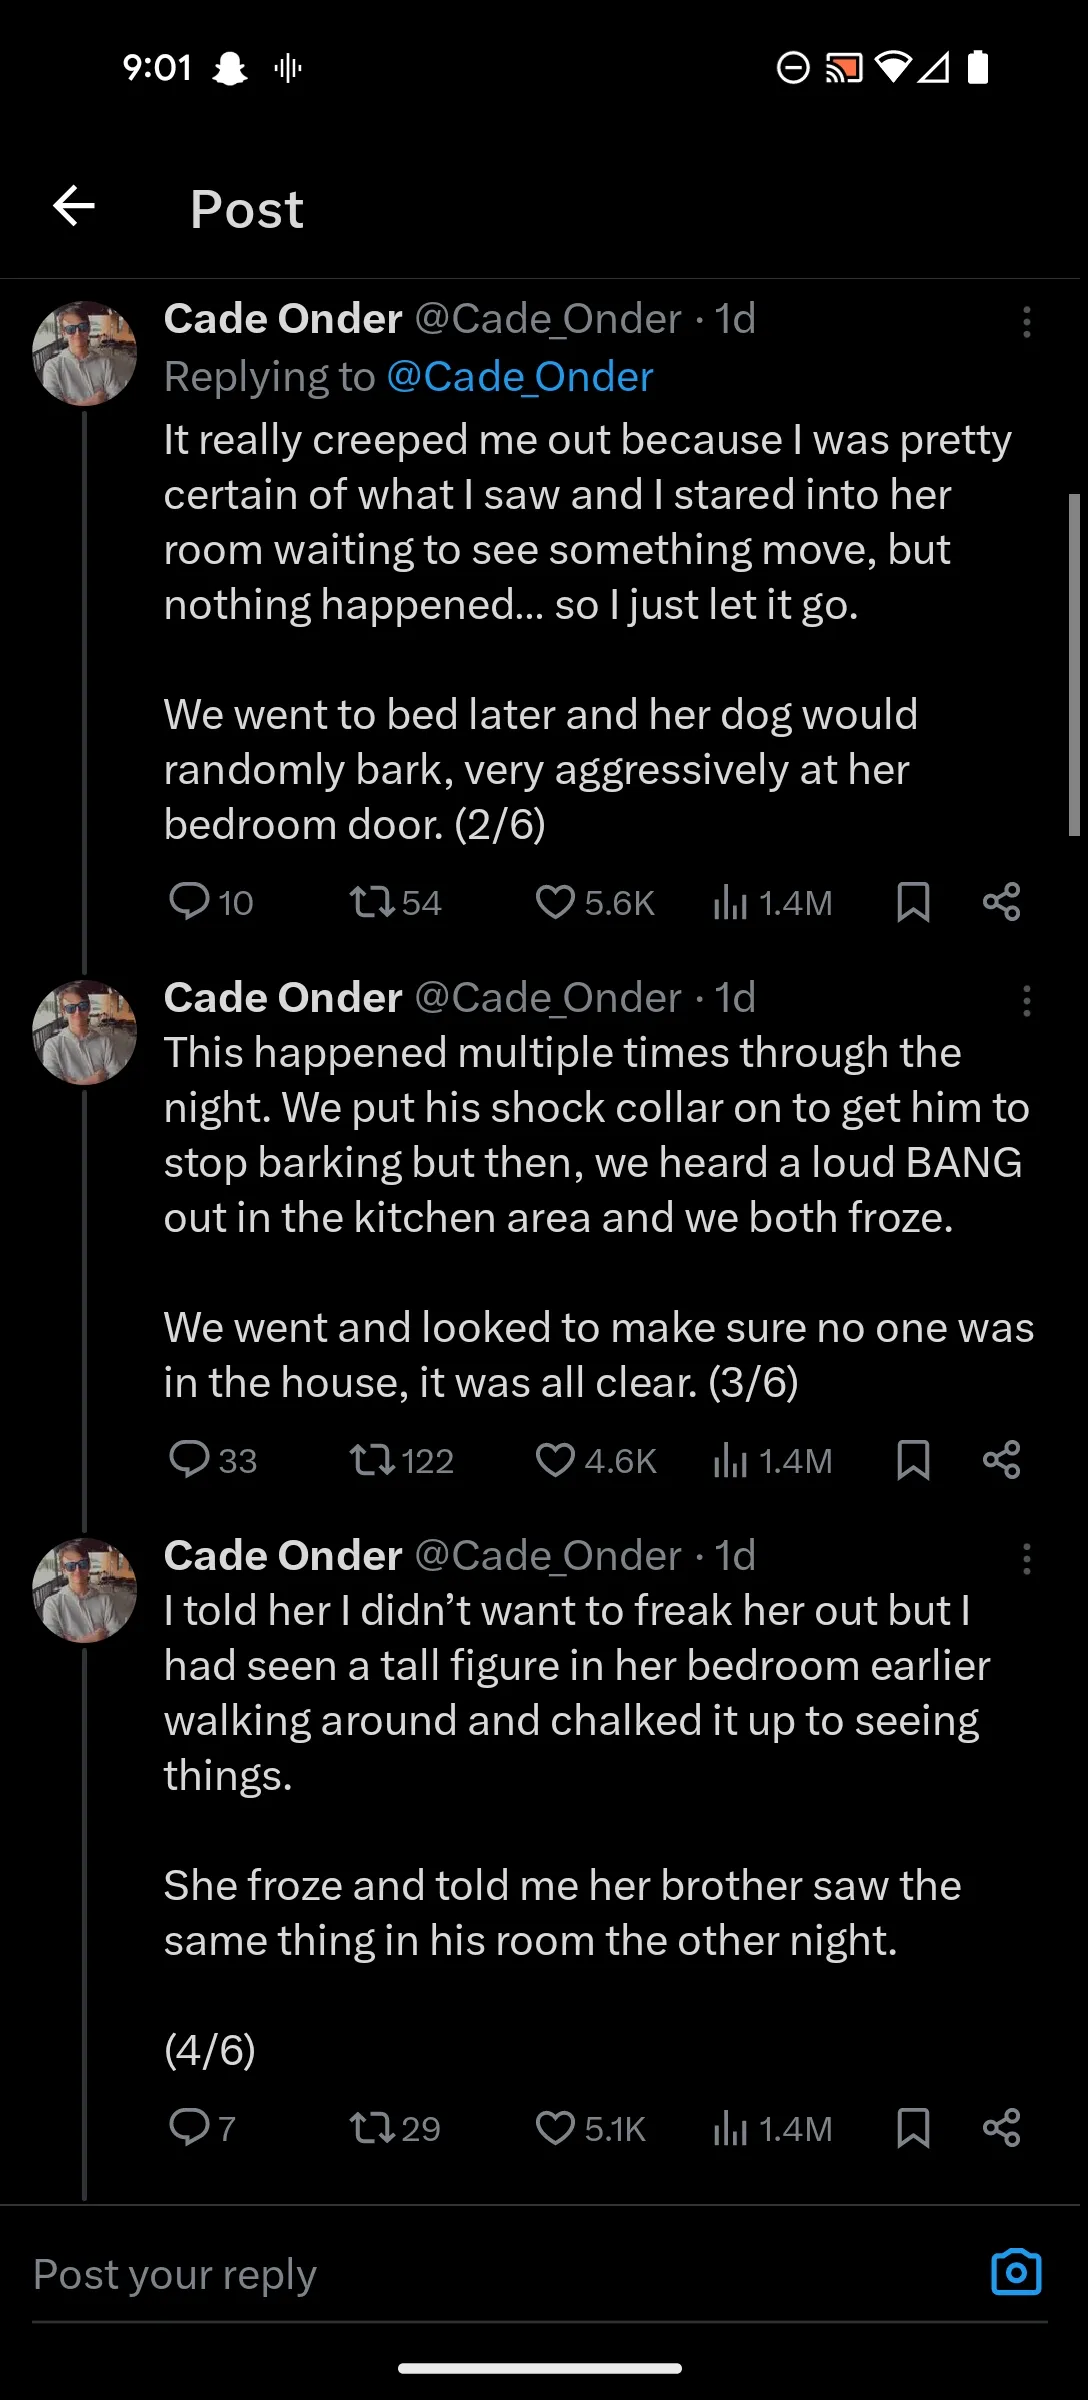 9:01
Post
Cade Onder @Cade_Onder · 1d
Replying to @Cade_Onder
It really creeped me out because I was pretty
certain of what I saw and I stared into her
room waiting to see something move, but
nothing happened... so I just let it go.
We went to bed later and her dog would
randomly bark, very aggressively at her
bedroom door. (2/6)
10 54 5.6K 1.4M
Cade Onder @Cade_Onder · 1d
This happened multiple times through the
night. We put his shock collar on to get him to
stop barking but then, we heard a loud BANG
out in the kitchen area and we both froze.
We went and looked to make sure no one was
in the house, it was all clear. (3/6)
33 122 4.6K 1.4M
Cade Onder @Cade_Onder · 1d
I told her I didn’t want to freak her out but I
had seen a tall figure in her bedroom earlier
walking around and chalked it up to seeing
things.
She froze and told me her brother saw the
same thing in his room the other night.
(4/6)
7 29 5.1K 1.4M
Post your reply